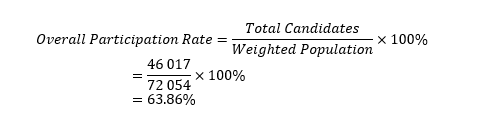 Overall Participation Rate = Total Candidates / Weighted Population × 100%
= 46 017 / 72 054 × 100%
= 63.86%